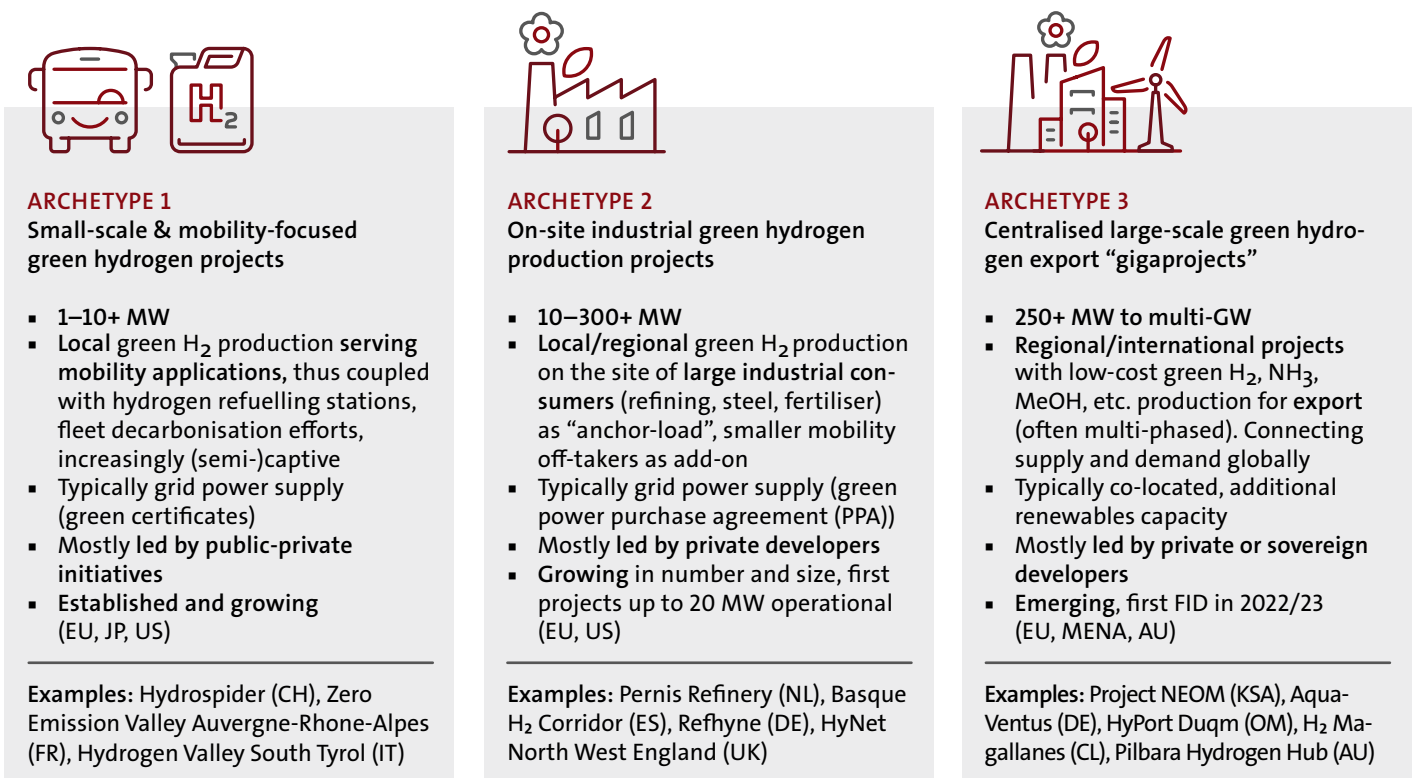 H2
ARCHETYPE 1
Small-scale & mobility-focused
green hydrogen projects
▪ 1–10+ MW
▪ Local green H2 production serving
mobility applications, thus coupled
with hydrogen refuelling stations,
fleet decarbonisation efforts,
increasingly (semi-)captive
▪ Typically grid power supply
(green certificates)
▪ Mostly led by public-private
initiatives
▪ Established and growing
(EU, JP, US)
Examples: Hydrospider (CH), Zero
Emission Valley Auvergne-Rhone-Alpes
(FR), Hydrogen Valley South Tyrol (IT)
ARCHETYPE 2
On-site industrial green hydrogen
production projects
▪ 10–300+ MW
▪ Local/regional green H2 production
on the site of large industrial con-
sumers (refining, steel, fertiliser)
as “anchor-load”, smaller mobility
off-takers as add-on
▪ Typically grid power supply (green
power purchase agreement (PPA))
▪ Mostly led by private developers
▪ Growing in number and size, first
projects up to 20 MW operational
(EU, US)
Examples: Pernis Refinery (NL), Basque
H₂ Corridor (ES), Refhyne (DE), HyNet
North West England (UK)
ARCHETYPE 3
Centralised large-scale green hydro-
gen export “gigaprojects”
▪ 250+ MW to multi-GW
▪ Regional/international projects
with low-cost green H2, NH3,
MeOH, etc. production for export
(often multi-phased). Connecting
supply and demand globally
▪ Typically co-located, additional
renewables capacity
▪ Mostly led by private or sovereign
developers
▪ Emerging, first FID in 2022/23
(EU, MENA, AU)
Examples: Project NEOM (KSA), Aqua-
Ventus (DE), HyPort Duqm (OM), H₂ Ma-
gallanes (CL), Pilbara Hydrogen Hub (AU)